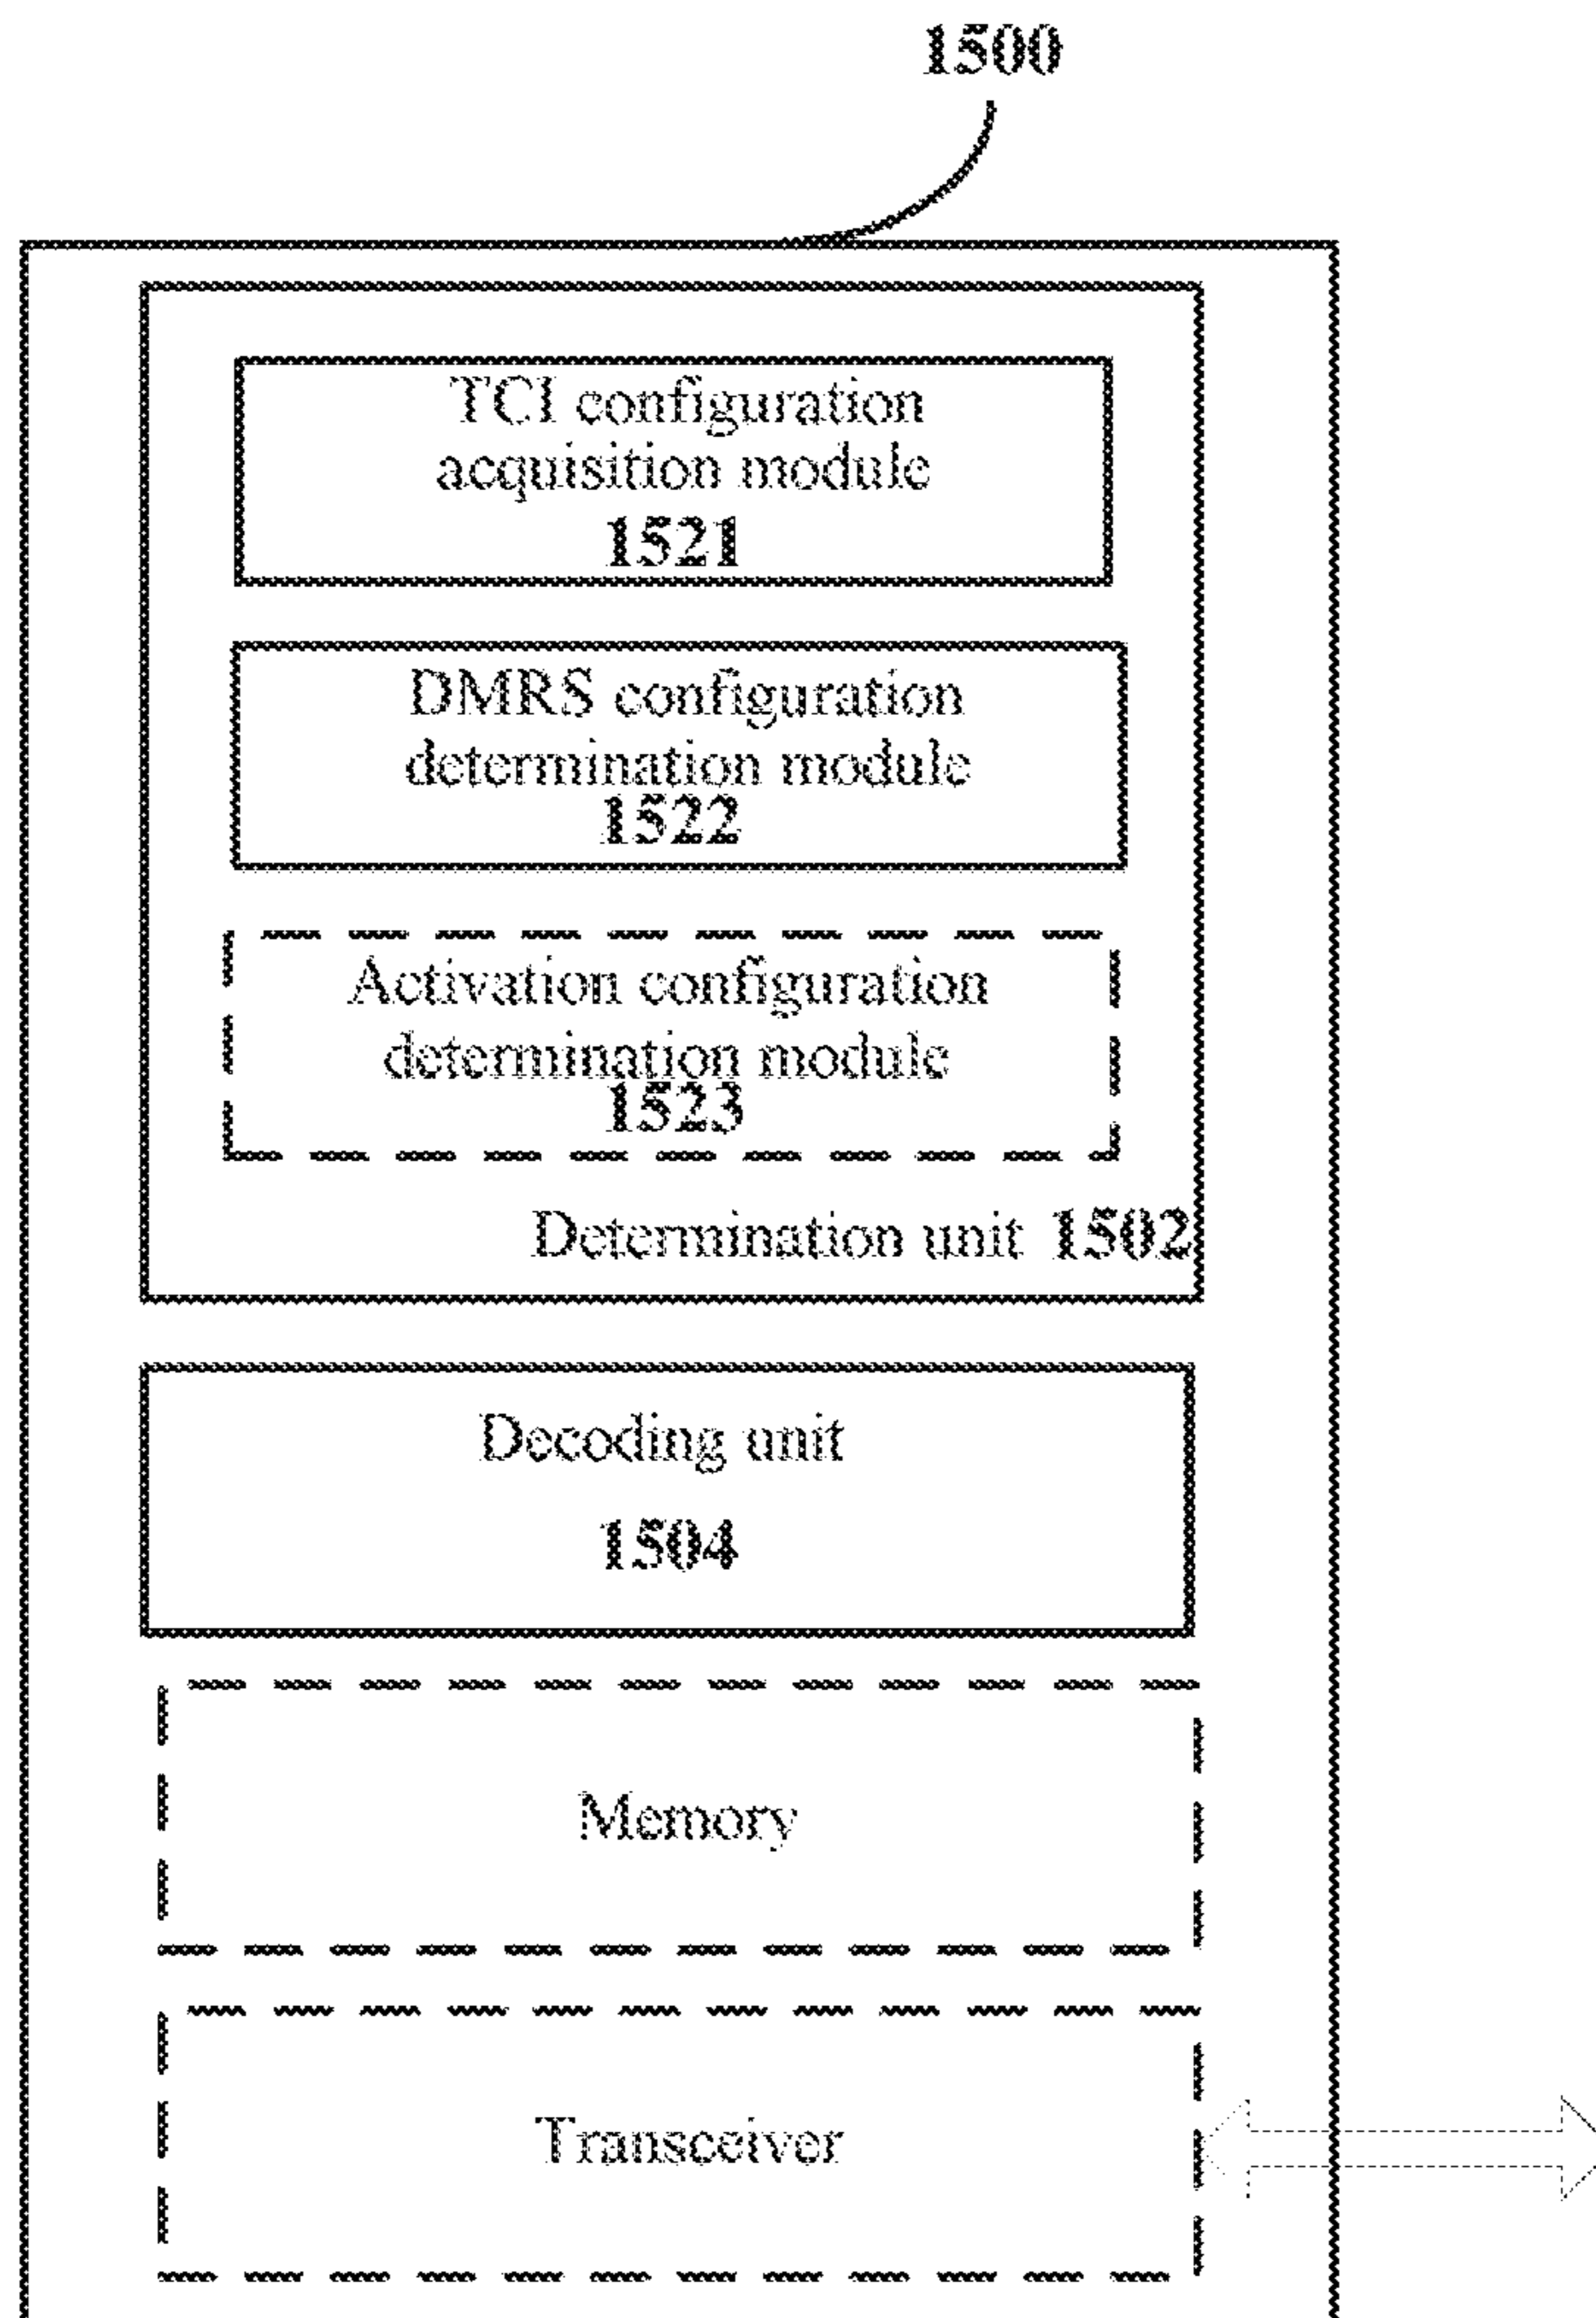 1500
TCI configuration
acquisition module
1521
DMRS configuration
determination module
1522
Activation configuration
determination module
1523
Determination unit 1502
Decoding unit
1504
Memory
Transceiver